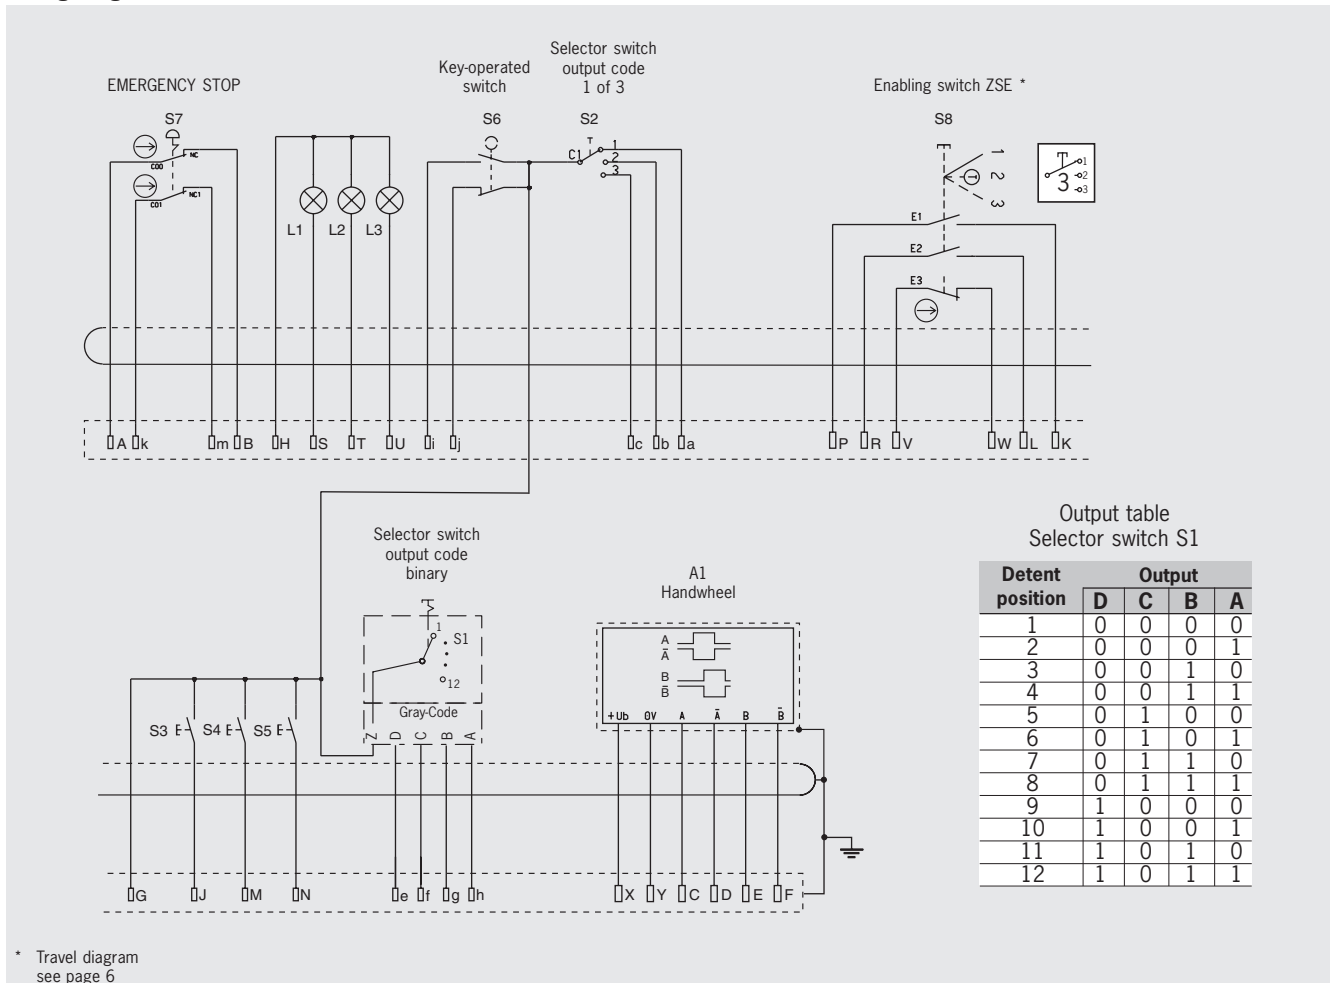 Selector switch
output code
1 of 3
Key-operated
switch
EMERGENCY STOP
Enabling switch ZSE *
S7
S6
S2
S8
NC
C00
NC1
C01
C1
1
2
3
1
2
3
3
1
2
3
L1
L2
L3
E1
E2
E3
A
k
m
B
H
S
T
U
i
j
c
b
a
P
R
V
W
L
K
Selector switch
output code
binary
1
S1
12
Gray-Code
Z
D
C
B
A
S3
S4
S5
A1
Handwheel
A
A̅
B
B̅
+Ub 0V A A̅ B B̅
G
J
M
N
e
f
g
h
X
Y
C
D
E
F
Output table
Selector switch S1
Detent position Output
D C B A
1 0 0 0 0
2 0 0 0 1
3 0 0 1 0
4 0 0 1 1
5 0 1 0 0
6 0 1 0 1
7 0 1 1 0
8 0 1 1 1
9 1 0 0 0
10 1 0 0 1
11 1 0 1 0
12 1 0 1 1
* Travel diagram
see page 6